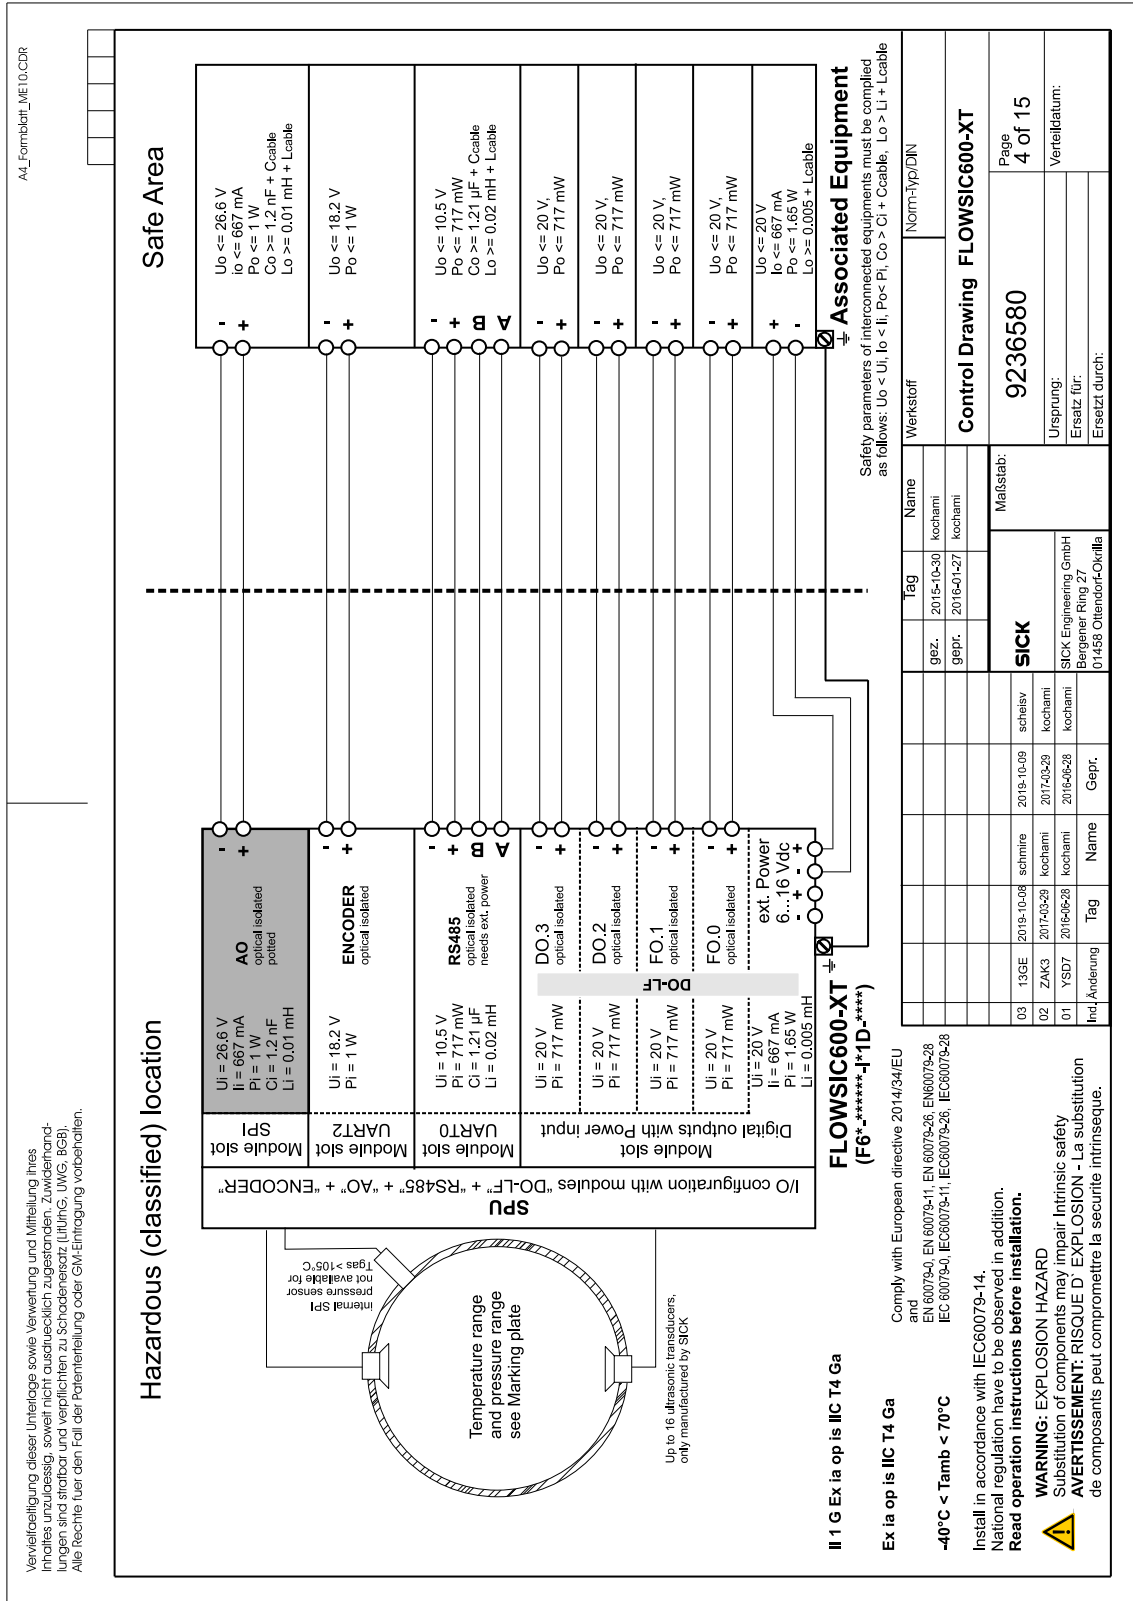 A4_Formblatt_ME10.CDR
Vervielfaeltigung dieser Unterlage sowie Verwertung und Mitteilung ihres
Inhaltes unzulaessig, soweit nicht ausdruecklich zugestanden. Zuwiderhand-
lungen sind strafbar und verpflichten zu Schadenersatz (LitUrhG, UWG, BGB).
Alle Rechte fuer den Fall der Patenterteilung oder GM-Eintragung vorbehalten.
Hazardous (classified) location
Safe Area
internal SPI
pressure sensor
not available for
Tgas >105°C
Temperature range
and pressure range
see Marking plate
Up to 16 ultrasonic transducers,
only manufactured by SICK
SPU
I/O configuration with modules "DO-LF" + "RS485" + "AO" + "ENCODER"
Module slot
SPI
Ui = 26.6 V
Ii = 667 mA
Pi = 1 W
Ci = 1.2 nF
Li = 0.01 mH
AO
optical isolated
potted
-
+
-
+
Uo <= 26.6 V
io <= 667 mA
Po <= 1 W
Co >= 1.2 nF + Ccable
Lo >= 0.01 mH + Lcable
Module slot
UART2
Ui = 18.2 V
Pi = 1 W
ENCODER
optical isolated
-
+
-
+
Uo <= 18.2 V
Po <= 1 W
Module slot
UART0
Ui = 10.5 V
Pi = 717 mW
Ci = 1.21 µF
Li = 0.02 mH
RS485
optical isolated
needs ext. power
-
+
B
A
-
+
B
A
Uo <= 10.5 V
Po <= 717 mW
Co >= 1.21 µF + Ccable
Lo >= 0.02 mH + Lcable
Module slot
Digital outputs with Power input
DO-LF
Ui = 20 V
Pi = 717 mW
DO.3
optical isolated
-
+
-
+
Uo <= 20 V,
Po <= 717 mW
Ui = 20 V
Pi = 717 mW
DO.2
optical isolated
-
+
-
+
Uo <= 20 V,
Po <= 717 mW
Ui = 20 V
Pi = 717 mW
FO.1
optical isolated
-
+
-
+
Uo <= 20 V,
Po <= 717 mW
Ui = 20 V
Pi = 717 mW
FO.0
optical isolated
-
+
-
+
Uo <= 20 V,
Po <= 717 mW
Ui = 20 V
Ii = 667 mA
Pi = 1.65 W
Li = 0.005 mH
ext. Power
6...16 Vdc
- + - +
+
-
Uo <= 20 V
Io <= 667 mA
Po <= 1.65 W
Lo >= 0.005 + Lcable
FLOWSIC600-XT
(F6*-******-I*1D-****)
Associated Equipment
Safety parameters of interconnected equipments must be complied
as follows: Uo < Ui, Io < Ii, Po< Pi, Co > Ci + Ccable, Lo > Li + Lcable
II 1 G Ex ia op is IIC T4 Ga
Ex ia op is IIC T4 Ga
-40°C < Tamb < 70°C
Comply with European directive 2014/34/EU
and
EN 60079-0, EN 60079-11, EN 60079-26, EN60079-28
IEC 60079-0, IEC60079-11, IEC60079-26, IEC60079-28
Install in accordance with IEC60079-14.
National regulation have to be observed in addition.
Read operation instructions before installation.
WARNING: EXPLOSION HAZARD
Substitution of components may impair Intrinsic safety
AVERTISSEMENT: RISQUE D` EXPLOSION - La substitution
de composants peut compromettre la securite intrinseque.
03 13GE 2019-10-08 schmire 2019-10-09 scheisv
02 ZAK3 2017-03-29 kochami 2017-03-29 kochami
01 YSD7 2016-06-28 kochami 2016-06-28 kochami
Ind. Änderung Tag Name Gepr.
Tag Name
gez. 2015-10-30 kochami
gepr. 2016-01-27 kochami
SICK
SICK Engineering GmbH
Bergener Ring 27
01458 Ottendorf-Okrilla
Maßstab:
Werkstoff
Norm-Typ/DIN
Control Drawing FLOWSIC600-XT
9236580
Page
4 of 15
Ursprung:
Ersatz für:
Ersetzt durch:
Verteildatum: